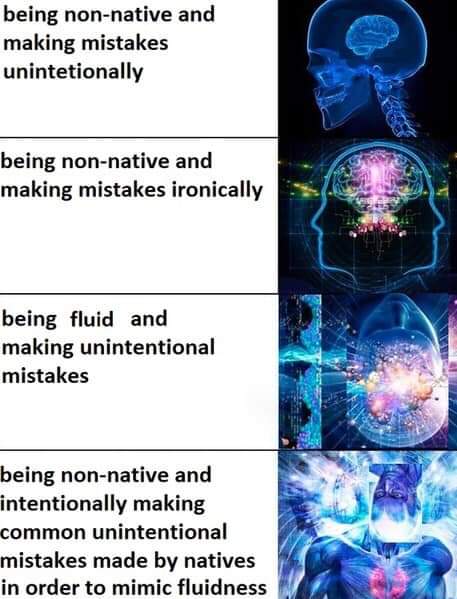 being non-native and
making mistakes
unintetionally
being non-native and
making mistakes ironically
being fluid and
making unintentional
mistakes
being non-native and
intentionally making
common unintentional
mistakes made by natives
in order to mimic fluidness